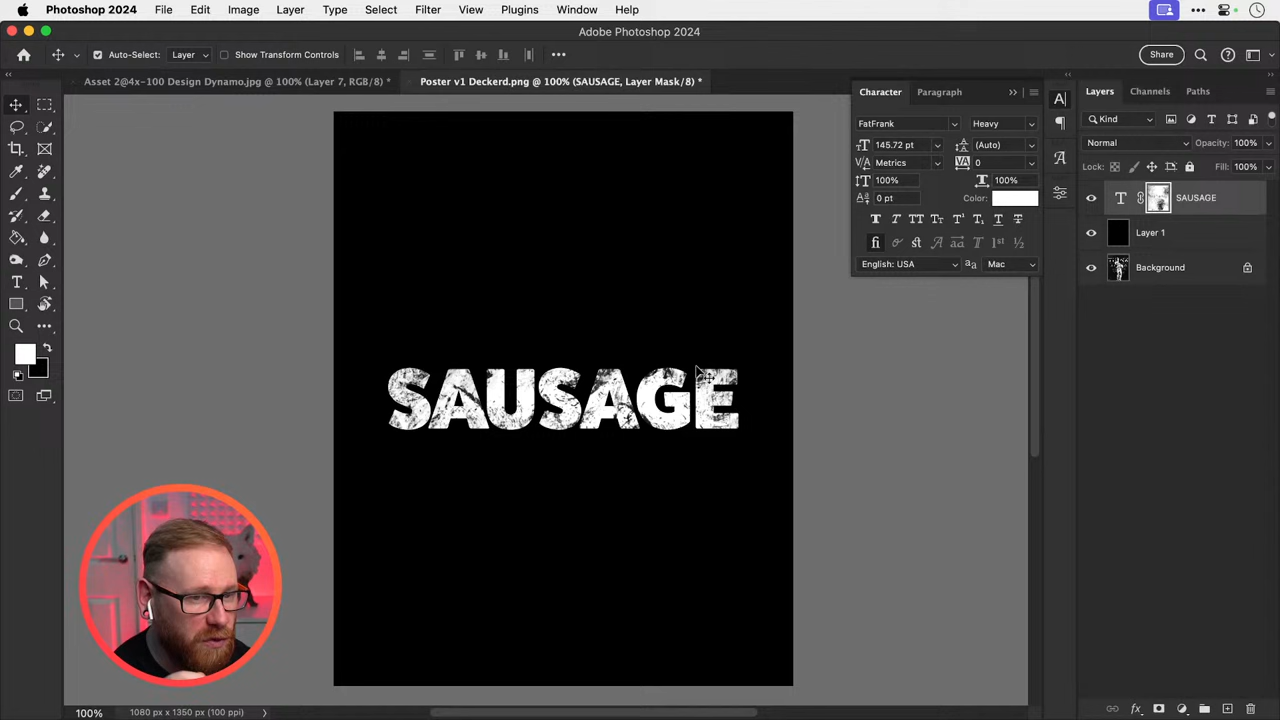 Photoshop 2024 File Edit Image Layer Type Select Filter View Plugins Window Help
Adobe Photoshop 2024
Auto-Select: Layer Show Transform Controls Share
Asset 2@4x-100 Design Dynamo.jpg @ 100% (Layer 7, RGB/8) *
Poster v1 Deckerd.png @ 100% (SAUSAGE, Layer Mask/8) *
Character Paragraph
FatFrank Heavy
145.72 pt (Auto)
Metrics 0
100% 100%
0 pt Color:
English: USA Mac
Layers Channels Paths
Kind
Normal Opacity: 100%
Lock: Fill: 100%
SAUSAGE
Layer 1
Background
SAUSAGE
100% 1080 px x 1350 px (100 ppi)